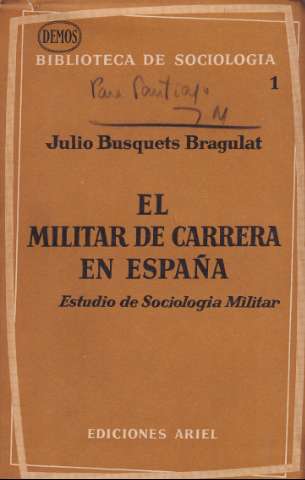 DEMOS
BIBLIOTECA DE SOCIOLOGIA
1
Para Santiago
Julio Busquets Bragulat
EL
MILITAR DE CARRERA
EN ESPAÑA
Estudio de Sociologia Militar
EDICIONES ARIEL